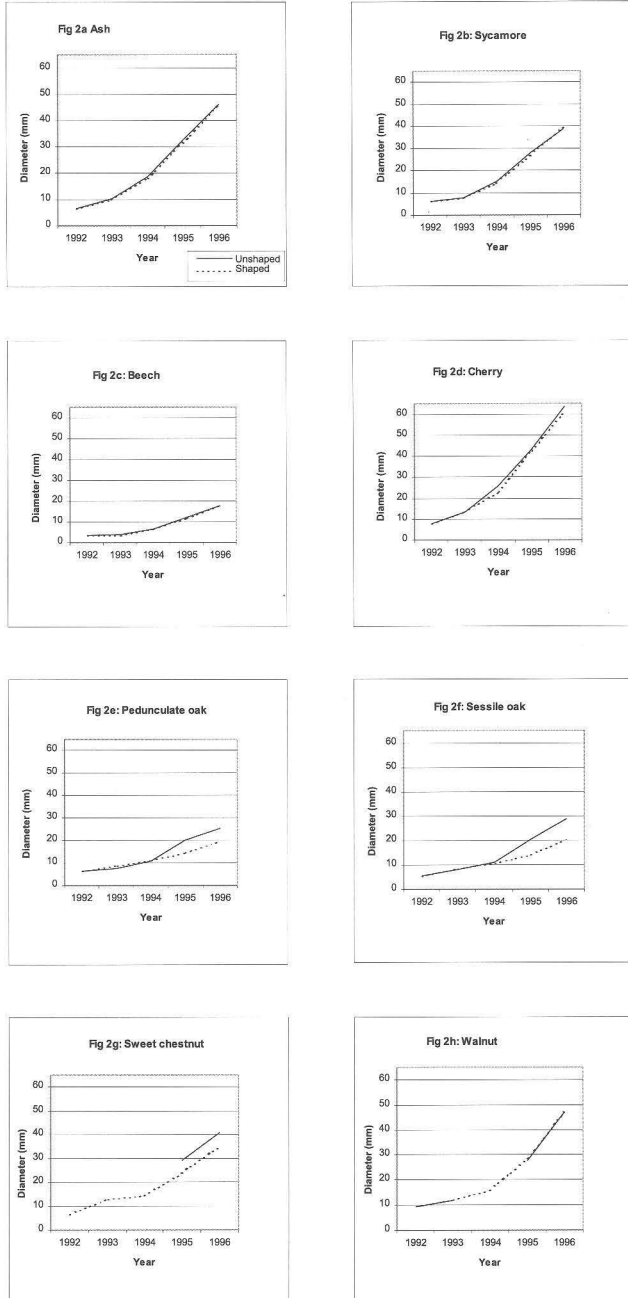 Fig 2a Ash
60
50
40
30
20
10
0
Diameter (mm)
1992 1993 1994 1995 1996
Year
Unshaped
Shaped
Fig 2b: Sycamore
60
50
40
30
20
10
0
Diameter (mm)
1992 1993 1994 1995 1996
Year
Fig 2c: Beech
60
50
40
30
20
10
0
Diameter (mm)
1992 1993 1994 1995 1996
Year
Fig 2d: Cherry
60
50
40
30
20
10
0
Diameter (mm)
1992 1993 1994 1995 1996
Year
Fig 2e: Pedunculate oak
60
50
40
30
20
10
0
Diameter (mm)
1992 1993 1994 1995 1996
Year
Fig 2f: Sessile oak
60
50
40
30
20
10
0
Diameter (mm)
1992 1993 1994 1995 1996
Year
Fig 2g: Sweet chestnut
60
50
40
30
20
10
0
Diameter (mm)
1992 1993 1994 1995 1996
Year
Fig 2h: Walnut
60
50
40
30
20
10
0
Diameter (mm)
1992 1993 1994 1995 1996
Year